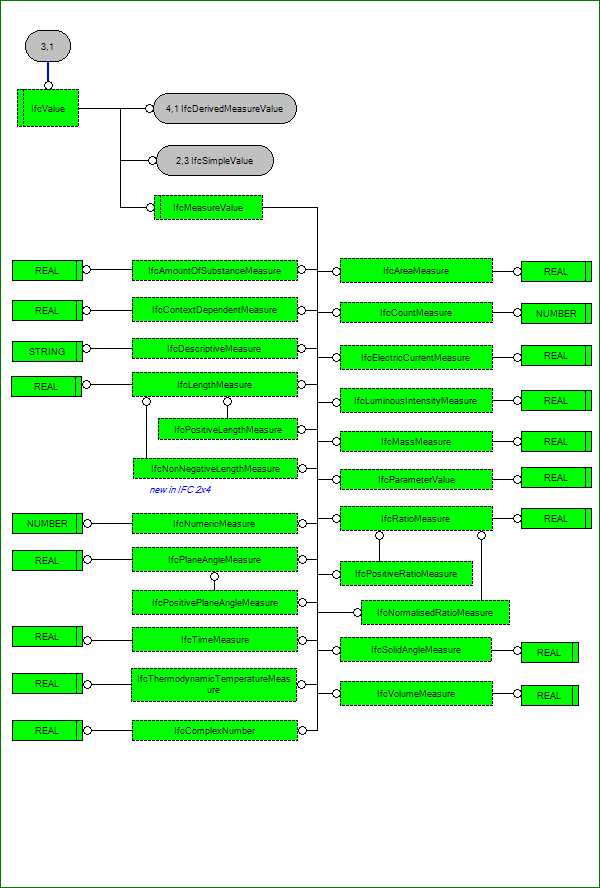 3,1
IfcValue
4,1 IfcDerivedMeasureValue
2,3 IfcSimpleValue
IfcMeasureValue
REAL
IfcAmountOfSubstanceMeasure
IfcAreaMeasure
REAL
REAL
IfcContextDependentMeasure
IfcCountMeasure
NUMBER
STRING
IfcDescriptiveMeasure
IfcElectricCurrentMeasure
REAL
REAL
IfcLengthMeasure
IfcLuminousIntensityMeasure
REAL
IfcPositiveLengthMeasure
IfcMassMeasure
REAL
IfcNonNegativeLengthMeasure
IfcParameterValue
REAL
new in IFC 2x4
NUMBER
IfcNumericMeasure
IfcRatioMeasure
REAL
REAL
IfcPlaneAngleMeasure
IfcPositiveRatioMeasure
IfcPositivePlaneAngleMeasure
IfcNormalisedRatioMeasure
REAL
IfcTimeMeasure
IfcSolidAngleMeasure
REAL
REAL
IfcThermodynamicTemperatureMeas
ure
IfcVolumeMeasure
REAL
REAL
IfcComplexNumber